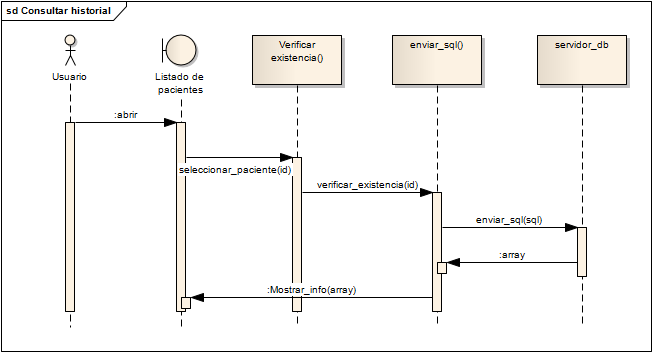 sd Consultar historial
Usuario
Listado de
pacientes
Verificar
existencia()
enviar_sql()
servidor_db
:abrir
seleccionar_paciente(id)
verificar_existencia(id)
enviar_sql(sql)
:array
:Mostrar_info(array)